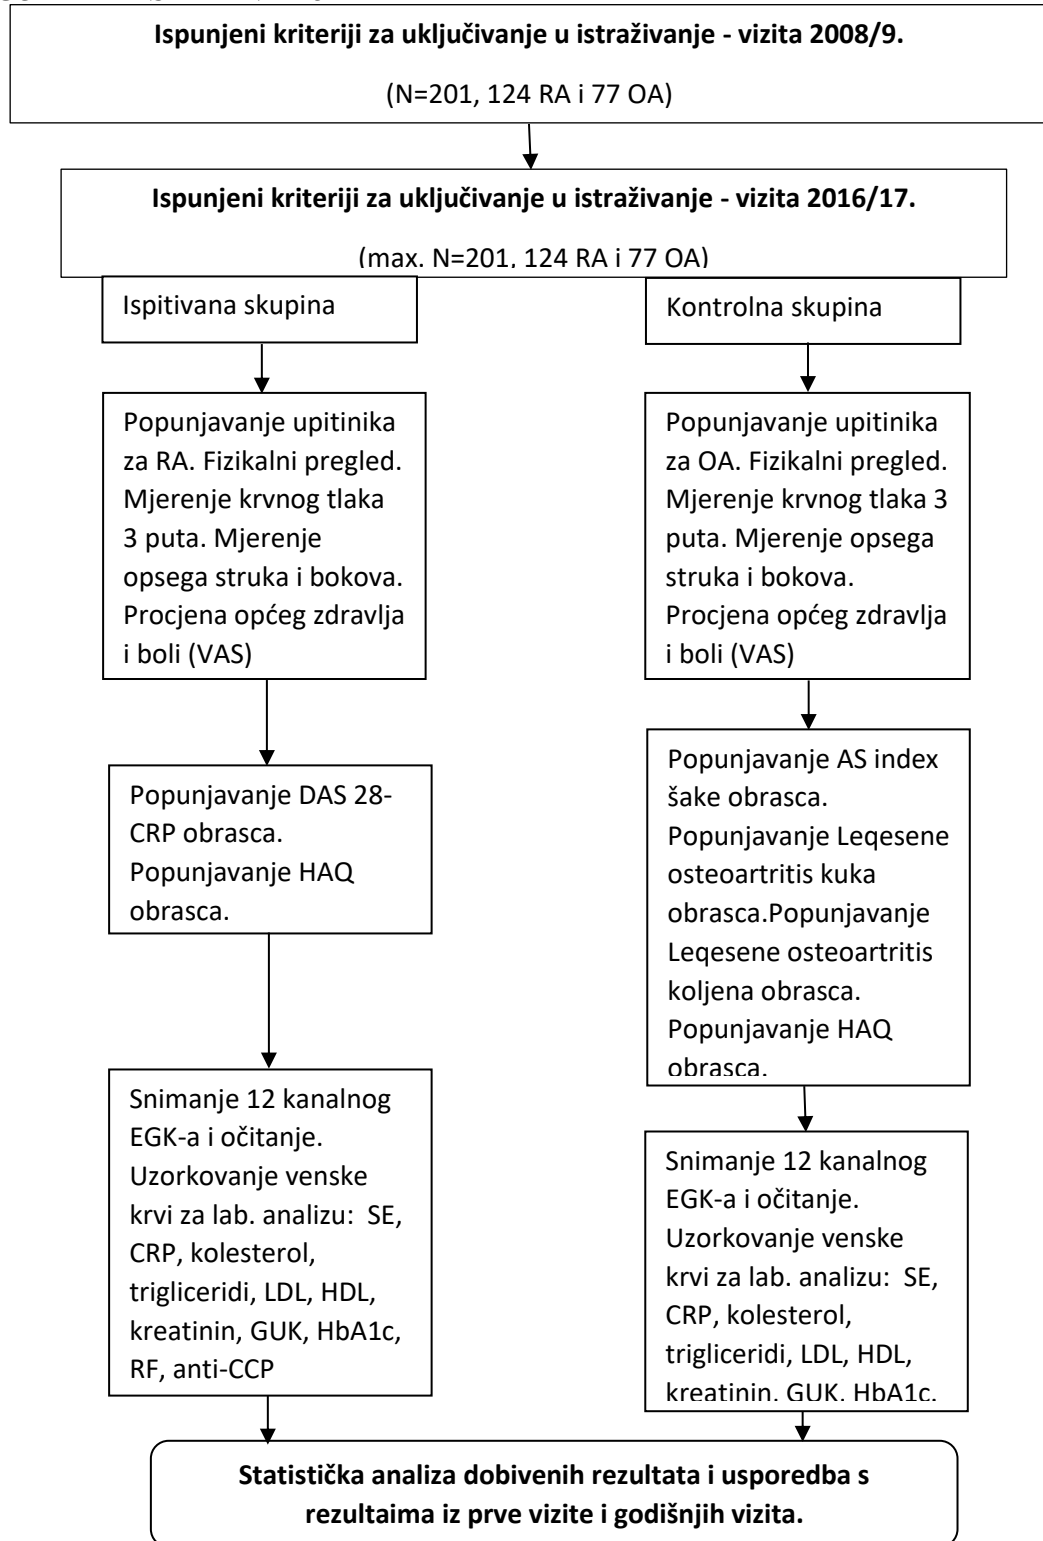 Ispunjeni kriteriji za uključivanje u istraživanje - vizita 2008/9.
(N=201, 124 RA i 77 OA)
Ispunjeni kriteriji za uključivanje u istraživanje - vizita 2016/17.
(max. N=201, 124 RA i 77 OA)
Ispitivana skupina
Kontrolna skupina
Popunjavanje upitinika
za RA. Fizikalni pregled.
Mjerenje krvnog tlaka
3 puta. Mjerenje
opsega struka i bokova.
Procjena općeg zdravlja
i boli (VAS)
Popunjavanje upitinika
za OA. Fizikalni pregled.
Mjerenje krvnog tlaka 3
puta. Mjerenje opsega
struka i bokova.
Procjena općeg zdravlja
i boli (VAS)
Popunjavanje DAS 28-
CRP obrasca.
Popunjavanje HAQ
obrasca.
Popunjavanje AS index
šake obrasca.
Popunjavanje Leqesene
osteoartritis kuka
obrasca.Popunjavanje
Leqesene osteoartritis
koljena obrasca.
Popunjavanje HAQ
obrasca.
Snimanje 12 kanalnog
EGK-a i očitanje.
Uzorkovanje venske
krvi za lab. analizu:  SE,
CRP, kolesterol,
trigliceridi, LDL, HDL,
kreatinin, GUK, HbA1c,
RF, anti-CCP
Snimanje 12 kanalnog
EGK-a i očitanje.
Uzorkovanje venske
krvi za lab. analizu:  SE,
CRP, kolesterol,
trigliceridi, LDL, HDL,
kreatinin, GUK, HbA1c,
Statistička analiza dobivenih rezultata i usporedba s
rezultaima iz prve vizite i godišnjih vizita.